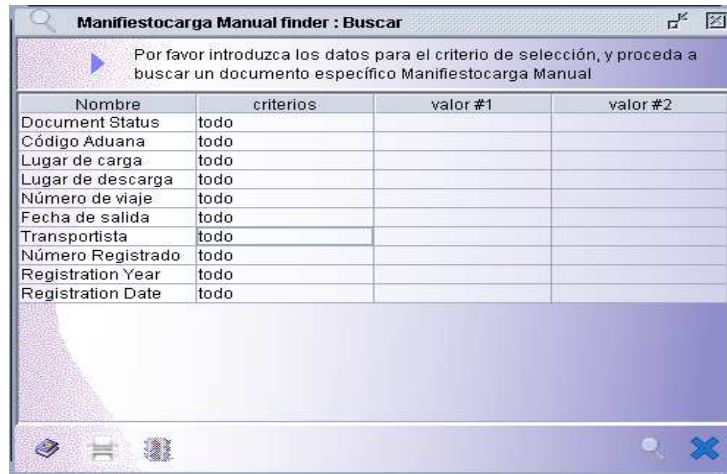 Manifiestocarga Manual finder : Buscar
Por favor introduzca los datos para el criterio de selección, y proceda a
buscar un documento específico Manifiestocarga Manual
Nombre criterios valor #1 valor #2
Document Status todo
Código Aduana todo
Lugar de carga todo
Lugar de descarga todo
Número de viaje todo
Fecha de salida todo
Transportista todo
Número Registrado todo
Registration Year todo
Registration Date todo